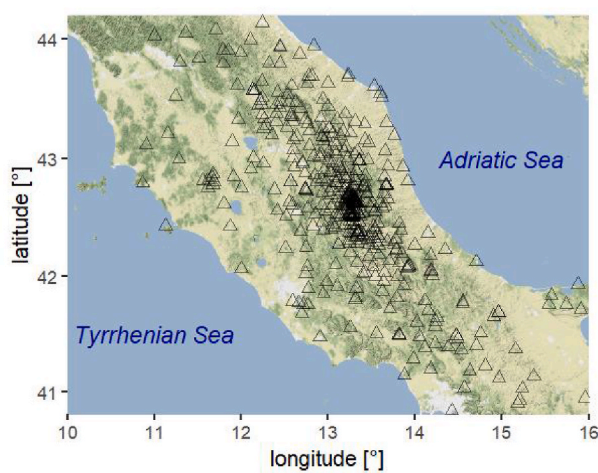 44
43
42
41
latitude [°]
Adriatic Sea
Tyrrhenian Sea
10 11 12 13 14 15 16
longitude [°]